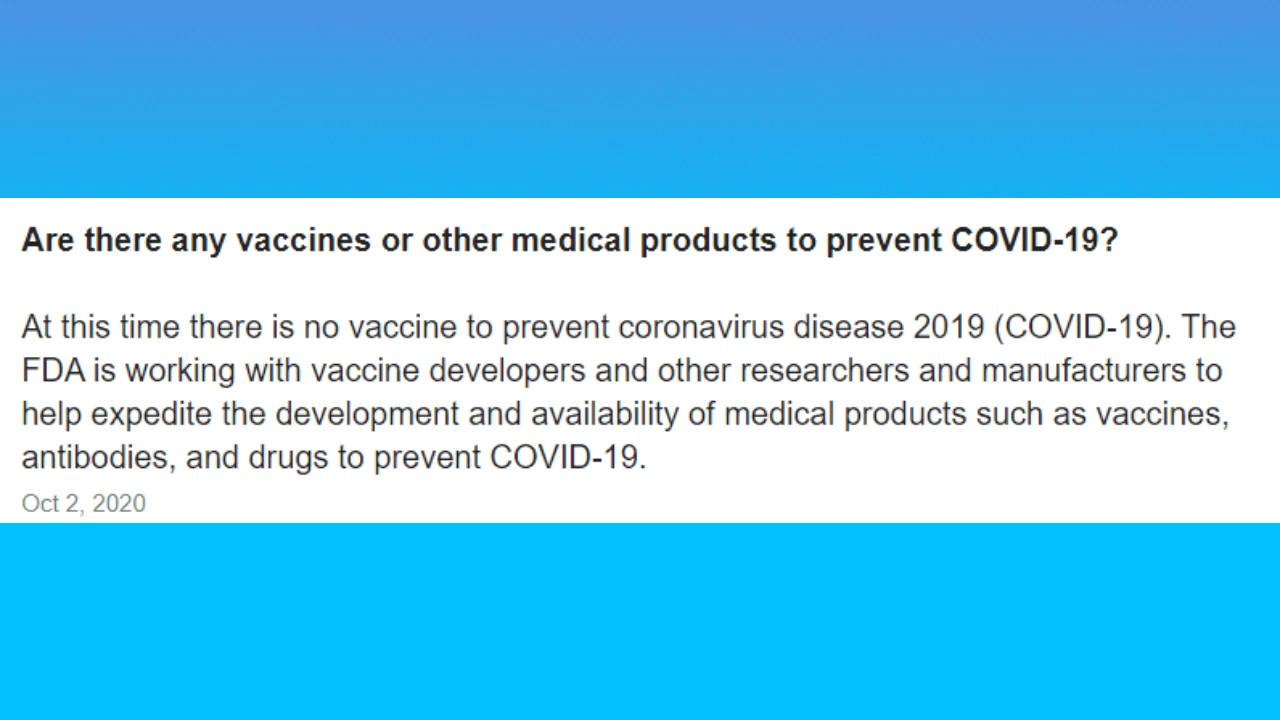 Are there any vaccines or other medical products to prevent COVID-19?
At this time there is no vaccine to prevent coronavirus disease 2019 (COVID-19). The
FDA is working with vaccine developers and other researchers and manufacturers to
help expedite the development and availability of medical products such as vaccines,
antibodies, and drugs to prevent COVID-19.
Oct 2, 2020